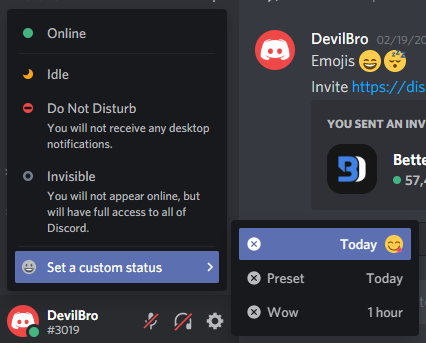 Online
Idle
Do Not Disturb
You will not receive any desktop
notifications.
Invisible
You will not appear online, but
will have full access to all of
Discord.
Set a custom status
DevilBro
#3019
DevilBro 02/19/20
Emojis 😄😴
Invite https://dis
YOU SENT AN INV
Bette
57,4
Today 😋
Preset Today
Wow 1 hour